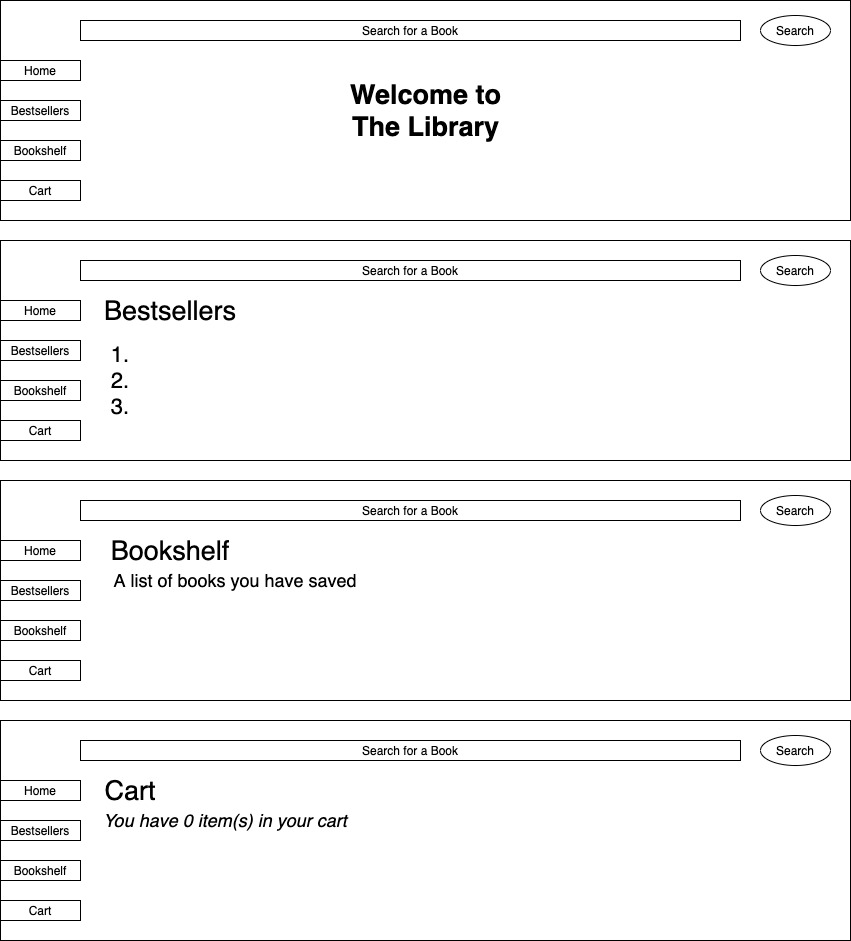 Search for a Book
Search
Home
Welcome to
The Library
Bestsellers
Bookshelf
Cart
Search for a Book
Search
Home
Bestsellers
Bestsellers
1.
2.
3.
Bookshelf
Cart
Search for a Book
Search
Home
Bookshelf
A list of books you have saved
Bestsellers
Bookshelf
Cart
Search for a Book
Search
Home
Cart
You have 0 item(s) in your cart
Bestsellers
Bookshelf
Cart